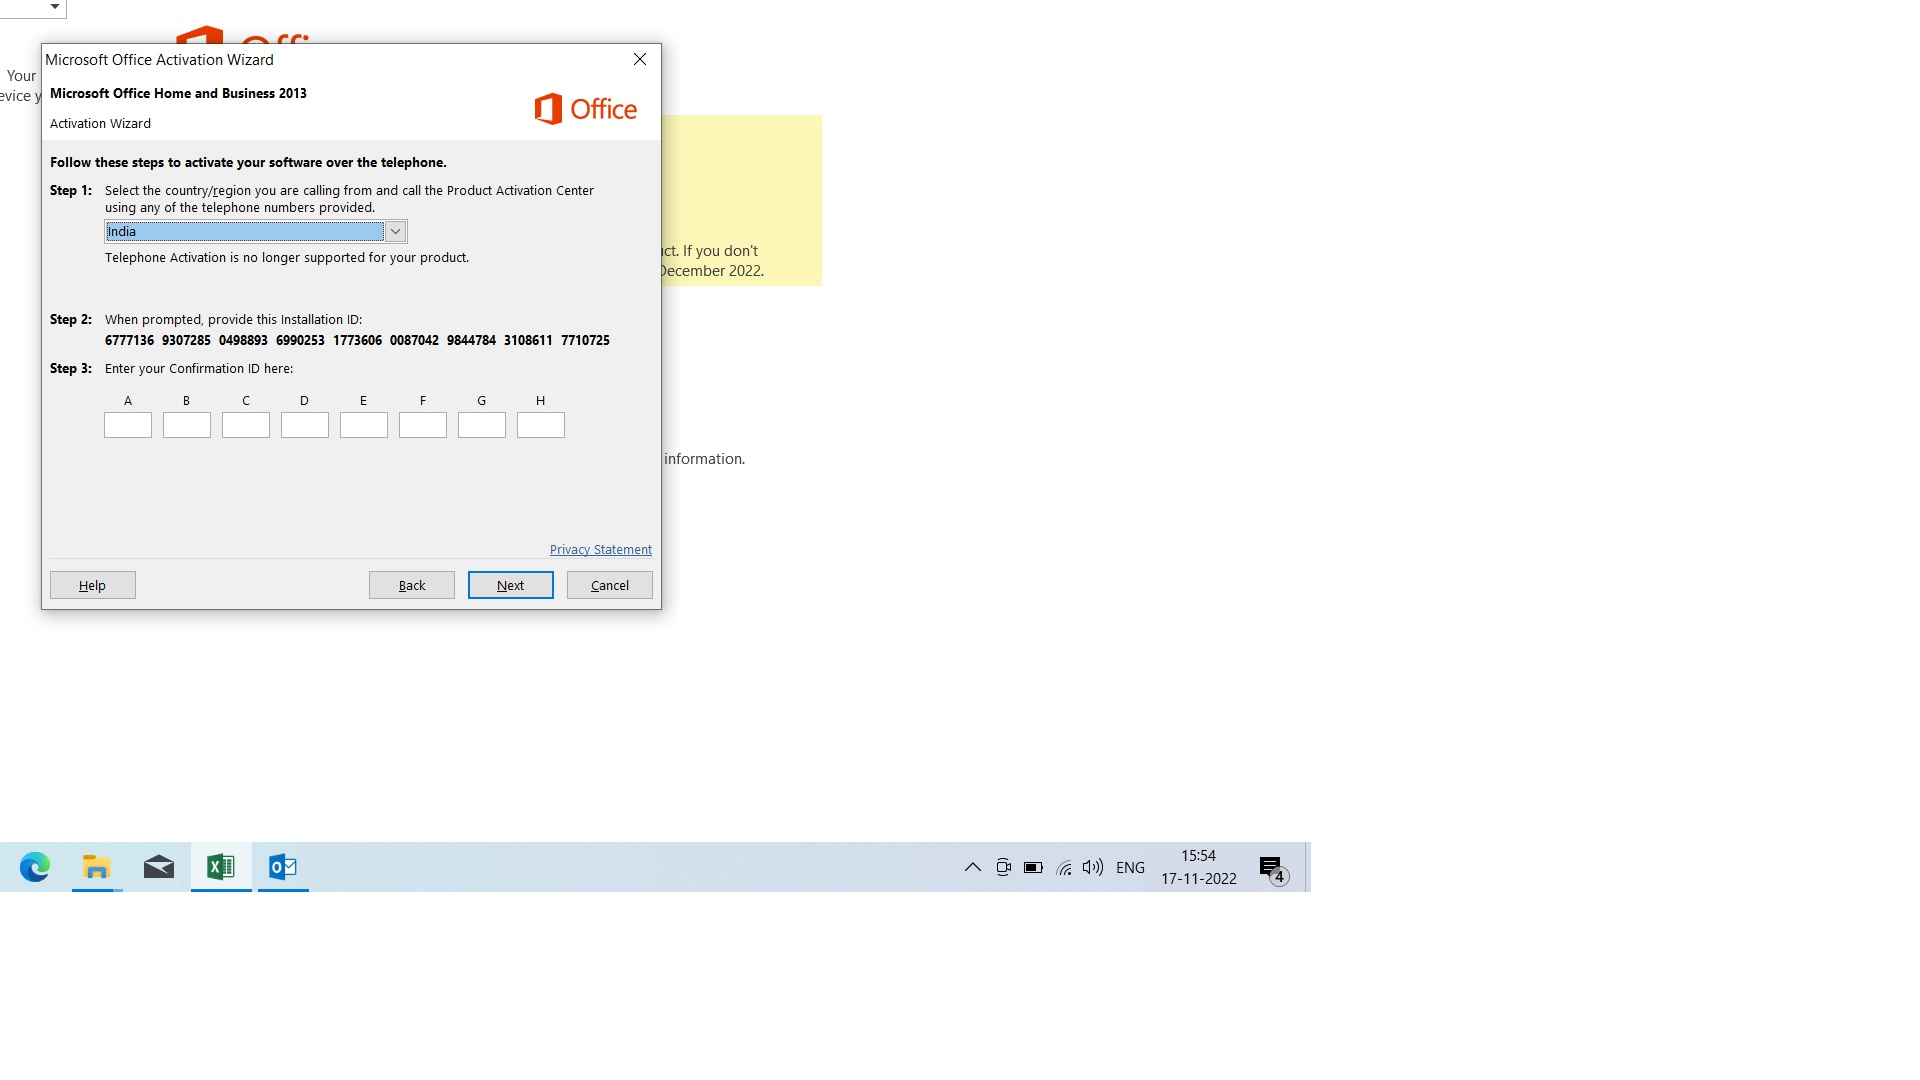 Offi
Microsoft Office Activation Wizard
Your
evice y
Microsoft Office Home and Business 2013
Office
Activation Wizard
Follow these steps to activate your software over the telephone.
Step 1: Select the country/region you are calling from and call the Product Activation Center
using any of the telephone numbers provided.
India
Telephone Activation is no longer supported for your product.
ct. If you don't
December 2022.
Step 2: When prompted, provide this Installation ID:
6777136 9307285 0498893 6990253 1773606 0087042 9844784 3108611 7710725
Step 3: Enter your Confirmation ID here:
A B C D E F G H
information.
Privacy Statement
Help Back Next Cancel
ENG
15:54
17-11-2022
4